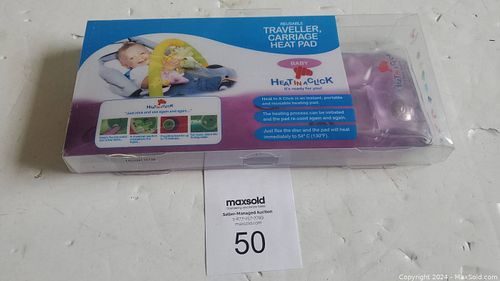 REUSABLE
TRAVELLER,
CARRIAGE
HEAT PAD
BABY
HEAT IN A CLICK
it's ready for you!
Heat in A Click is an instant, portable
and reusable heating pad.
The heating process can be initiated
and the pad re-used again and again.
Just flex the disc and the pad will heat
immediately to 54° C (130°F).
HEAT IN A CLICK
maxsold
Seller-Managed Auction
maxsold.com
50
Copyright 2024 - MaxSold.com